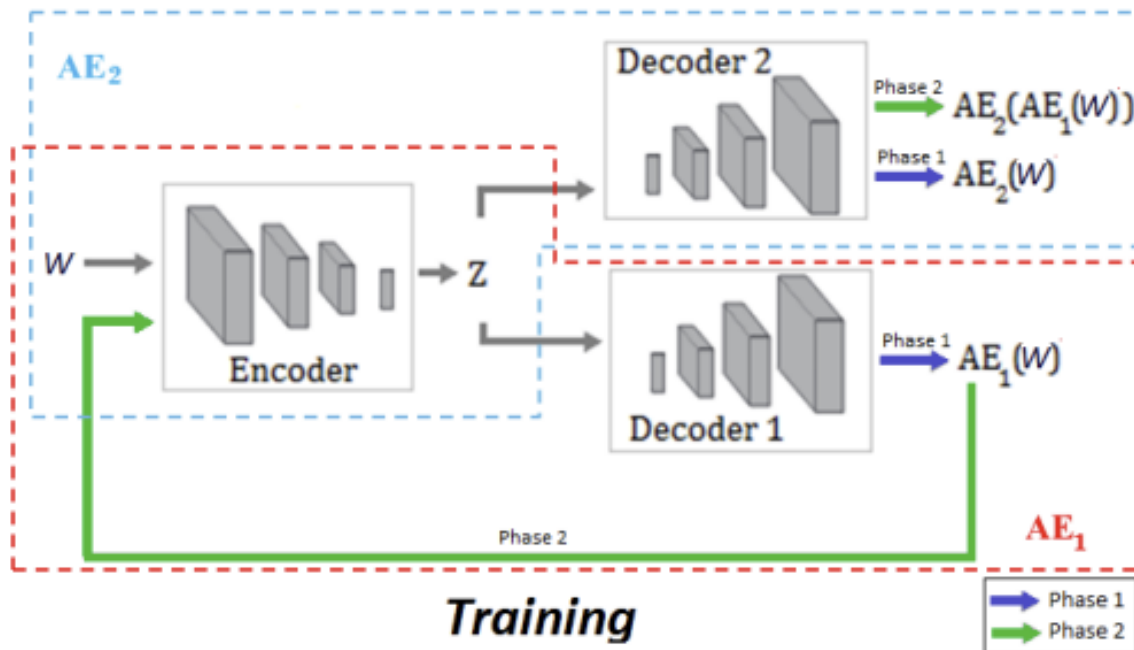 AE₂
Decoder 2
Phase 2
AE₂(AE₁(W))
Phase 1
AE₂(W)
W
Z
Encoder
Phase 1
AE₁(W)
Decoder 1
Phase 2
AE₁
Training
Phase 1
Phase 2